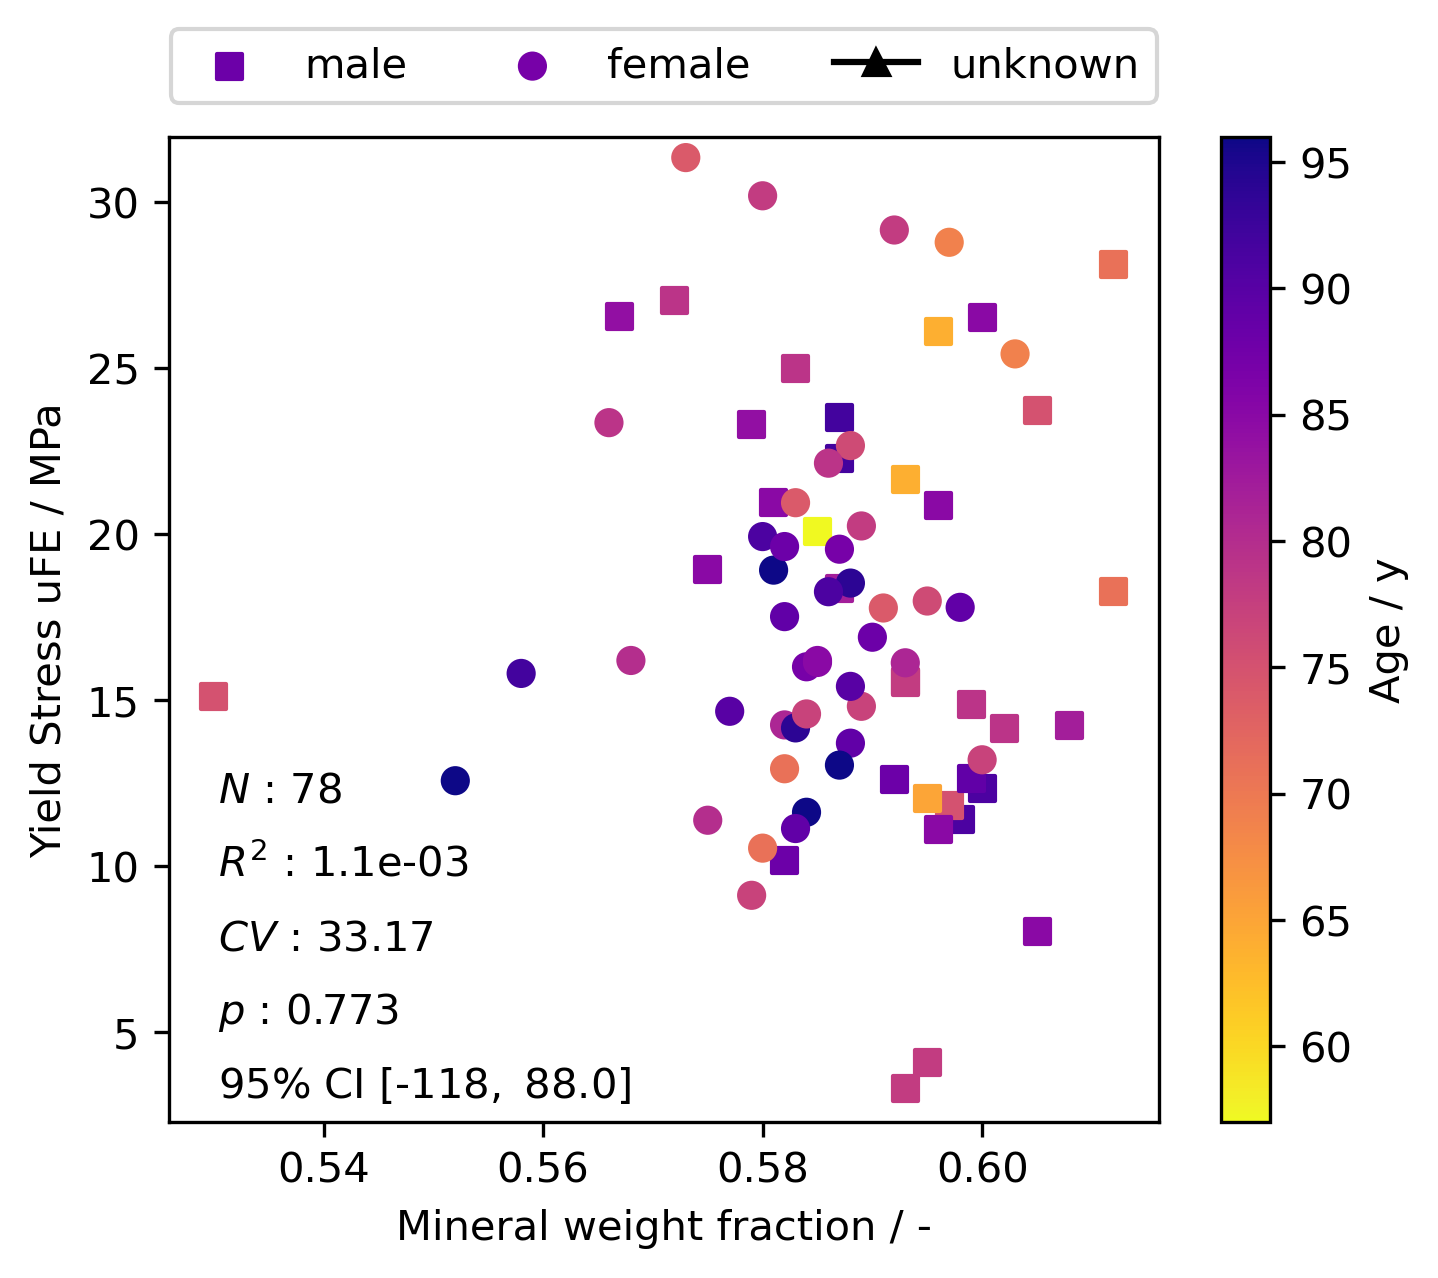 male female unknown
30
25
20
15
10
5
Yield Stress uFE / MPa
N : 78
R² : 1.1e-03
CV : 33.17
p : 0.773
95% CI [-118, 88.0]
0.54 0.56 0.58 0.60
Mineral weight fraction / -
95
90
85
80
75
70
65
60
Age / y